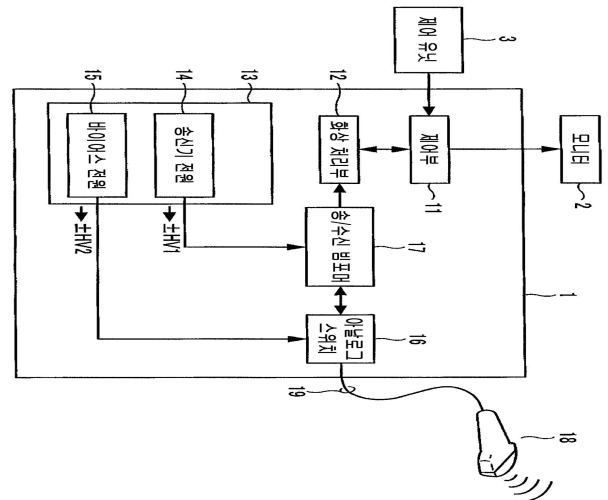 모니터
2
1
18
3
제어 유닛
제어부
11
12
화상 처리부
송/수신 빔포머
17
아날로그
스위치
16
19
13
14
송신기 전원
±HV1
15
바이어스 전원
±HV2